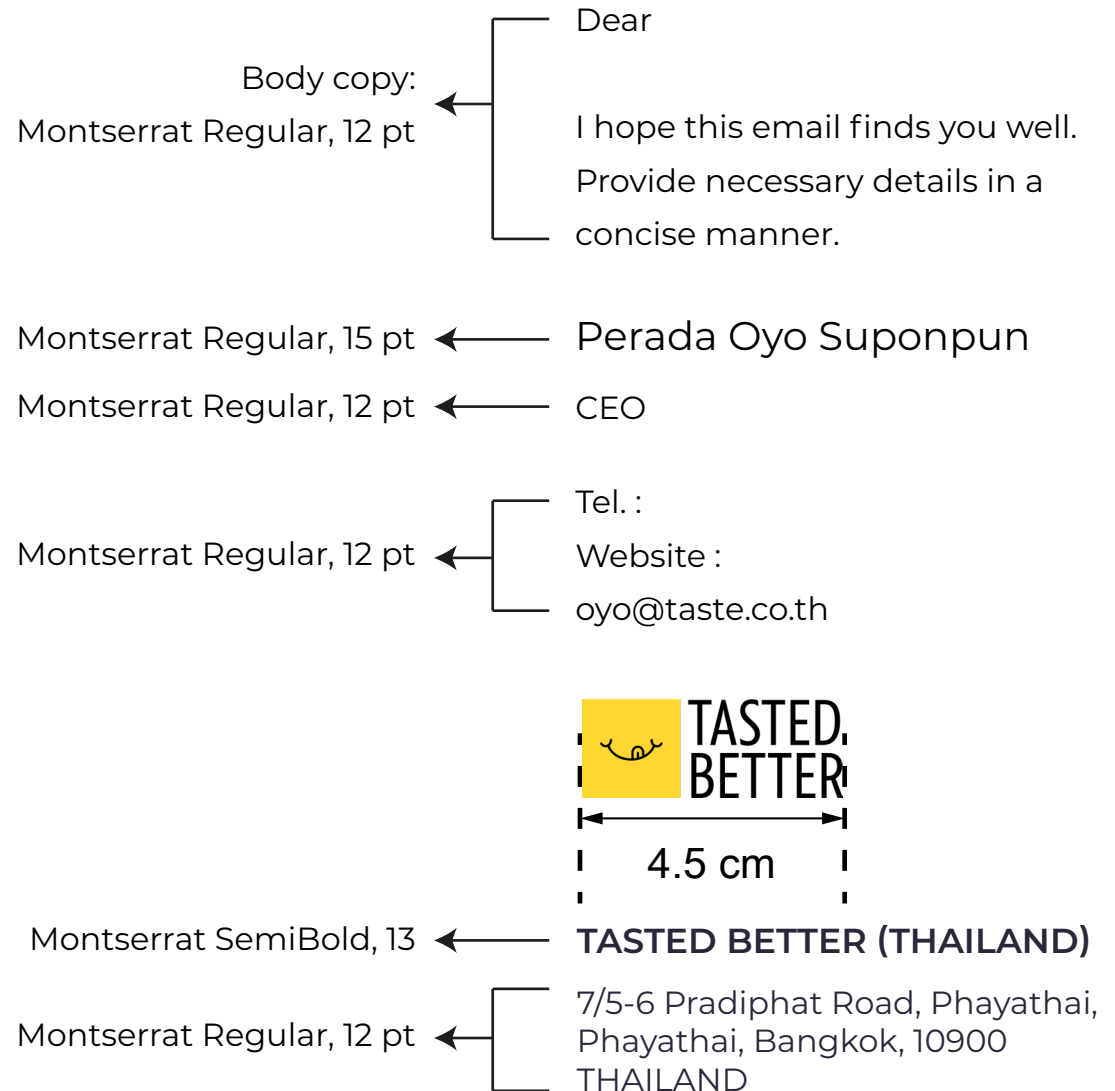 Body copy:
Montserrat Regular, 12 pt
Dear
I hope this email finds you well.
Provide necessary details in a
concise manner.
Montserrat Regular, 15 pt
Perada Oyo Suponpun
Montserrat Regular, 12 pt
CEO
Montserrat Regular, 12 pt
Tel. :
Website :
oyo@taste.co.th
TASTED
BETTER
4.5 cm
Montserrat SemiBold, 13
TASTED BETTER (THAILAND)
Montserrat Regular, 12 pt
7/5-6 Pradiphat Road, Phayathai,
Phayathai, Bangkok, 10900
THAILAND